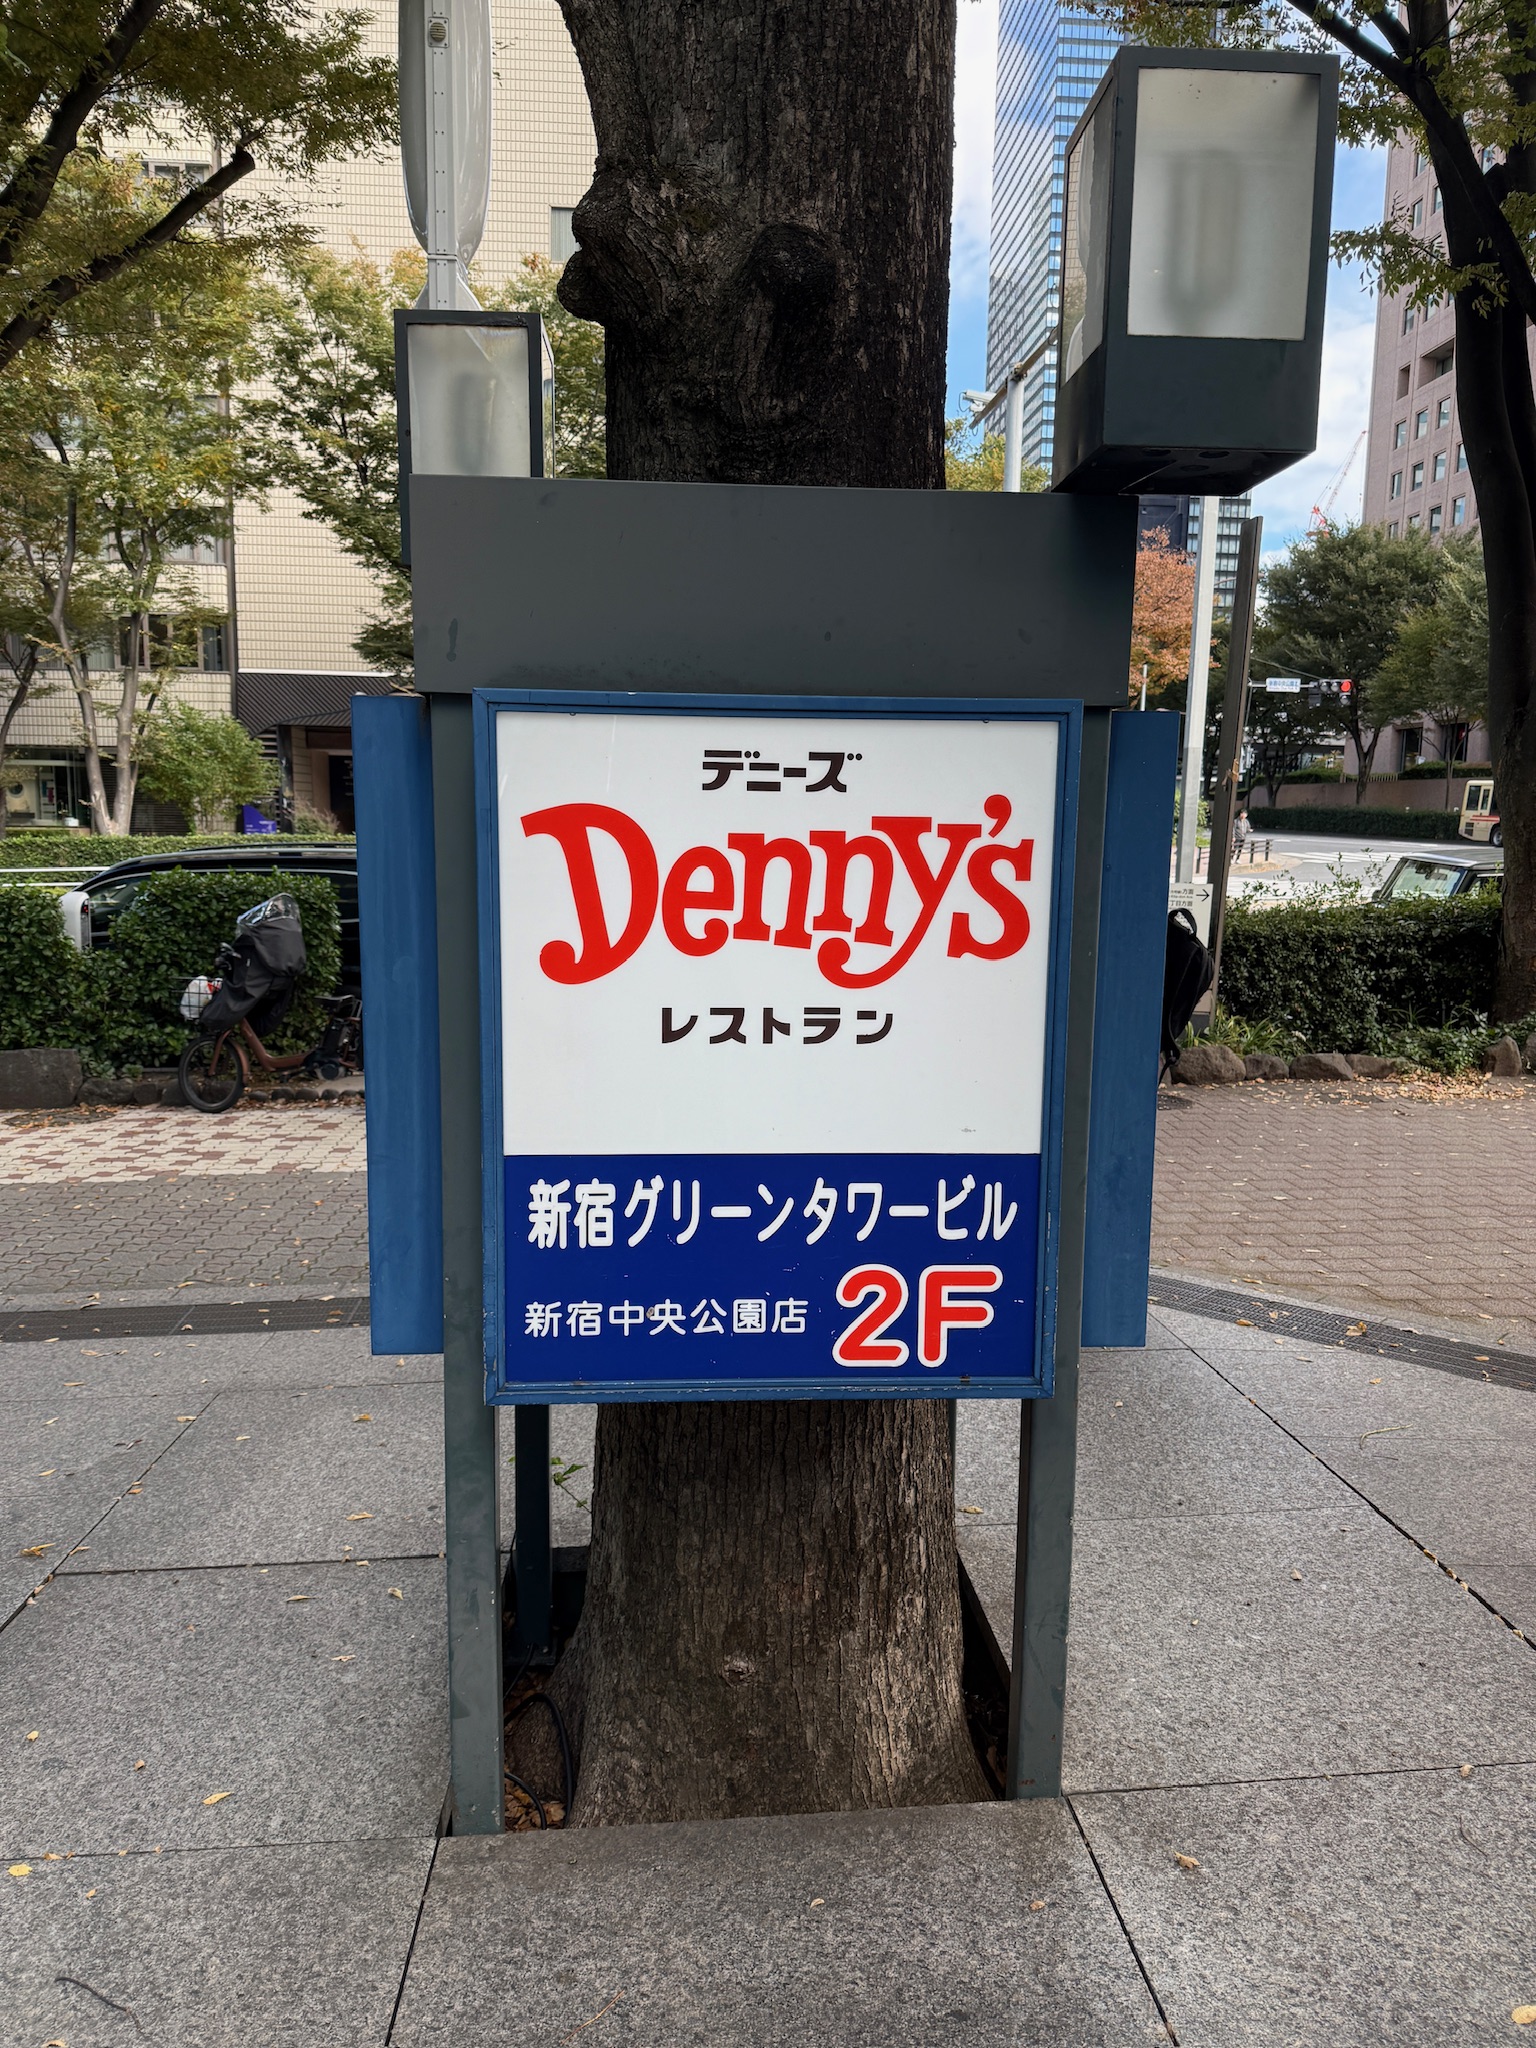 デニーズ
Denny's
レストラン
新宿グリーンタワービル
新宿中央公園店 2F